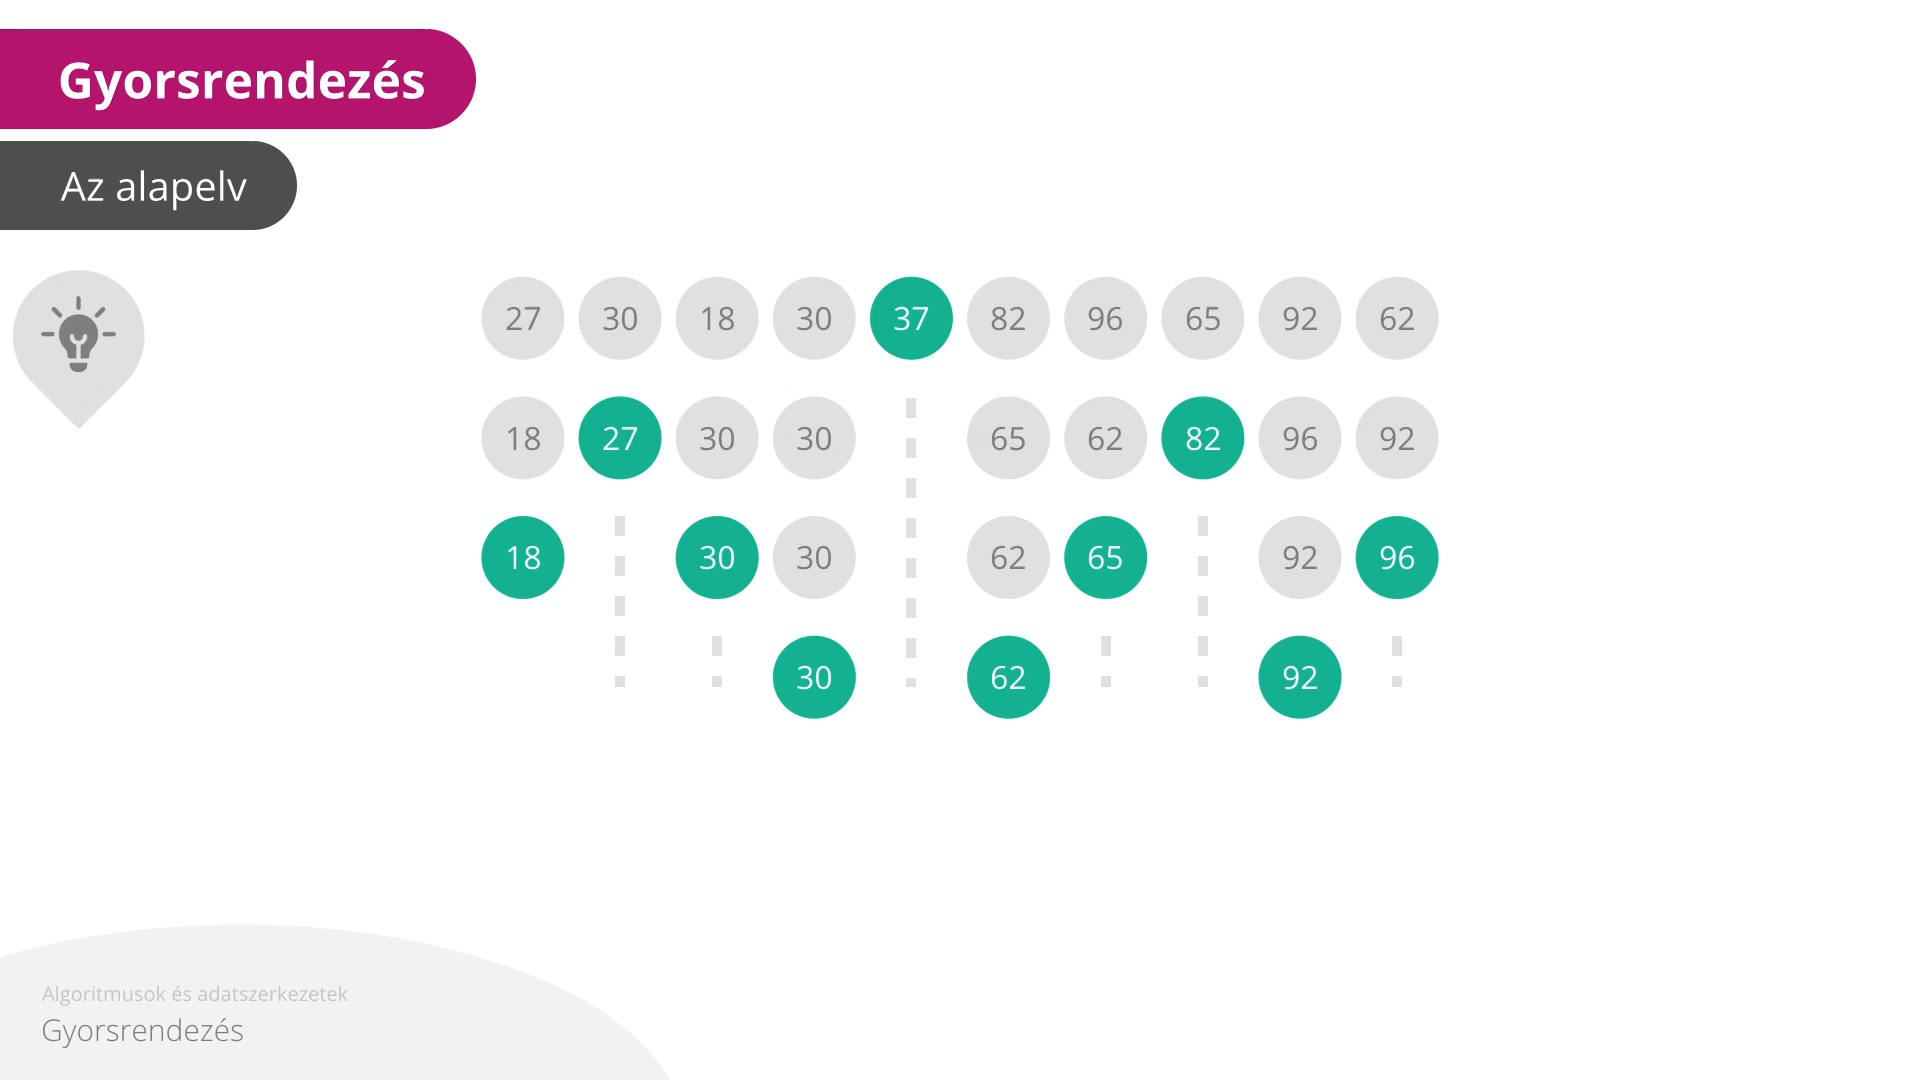 Gyorsrendezés
Az alapelv
27 30 18 30 37 82 96 65 92 62
18 27 30 30 65 62 82 96 92
18 30 30 62 65 92 96
30 62 92
Algoritmusok és adatszerkezetek
Gyorsrendezés